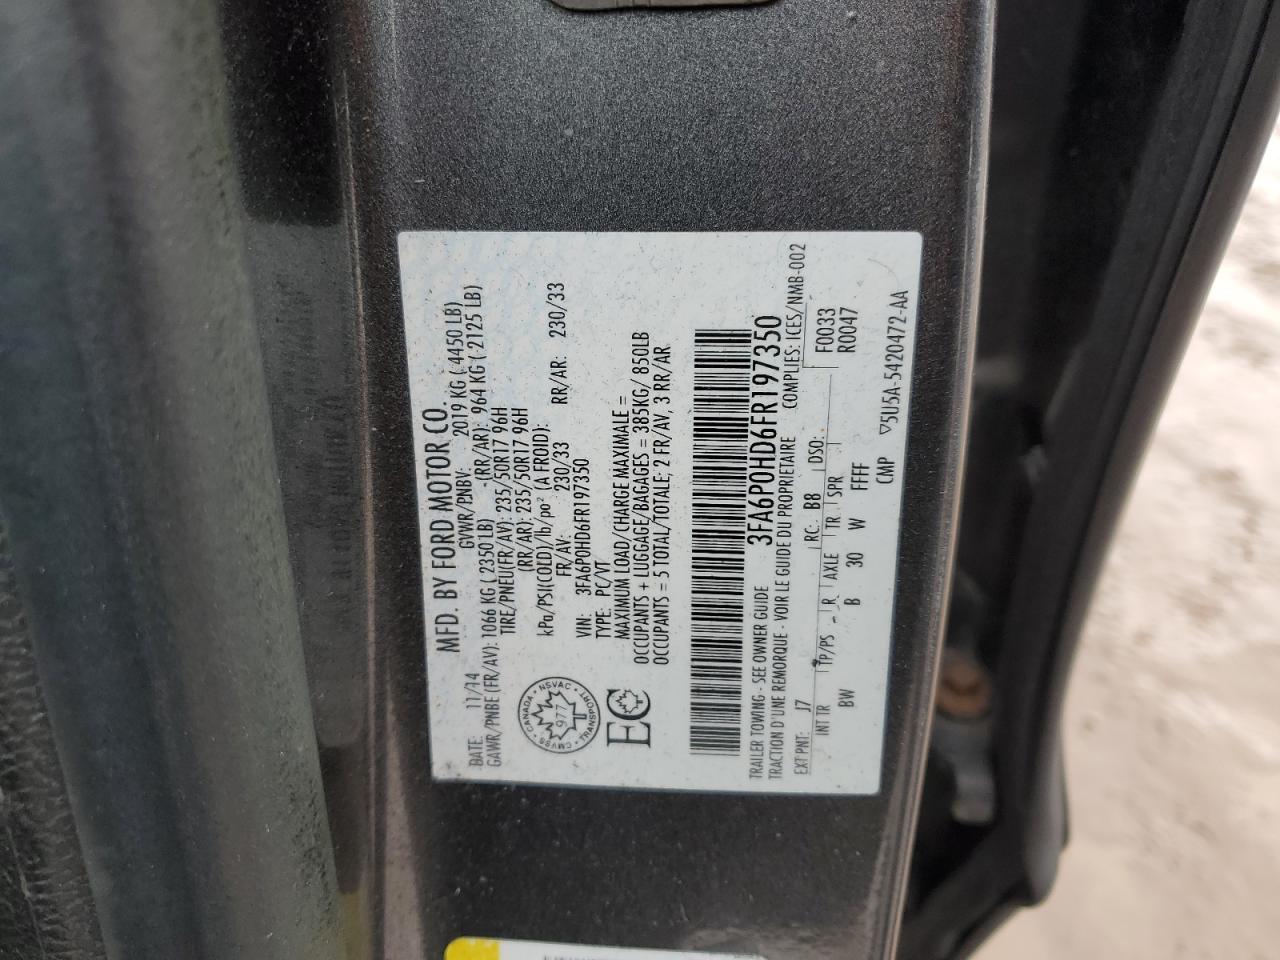 MFD. BY FORD MOTOR CO.
DATE: 11/14 GVWR/PNBV: 2019 KG ( 4450 LB)
GAWR/PNBE (FR/AV): 1066 KG ( 2350 LB) (RR/AR): 964 KG ( 2125 LB)
TIRE/PNEU(FR/AV): 235/50R17 96H
(RR/AR): 235/50R17 96H
kPa/PSI(COLD)/lb/po² (A FROID):
FR/AV: 230/33 RR/AR: 230/33
VIN: 3FA6P0HD6FR197350
TYPE: PC/VT
MAXIMUM LOAD/CHARGE MAXIMALE =
OCCUPANTS + LUGGAGE/BAGAGES = 385KG/ 850LB
OCCUPANTS = 5 TOTAL/TOTALE; 2 FR/AV, 3 RR/AR
CANADA NSVAC TRANSPORT CMVSS
977
EC
3FA6P0HD6FR197350
TRAILER TOWING - SEE OWNER GUIDE COMPLIES: ICES/NMB-002
TRACTION D'UNE REMORQUE - VOIR LE GUIDE DU PROPRIETAIRE
EXT PNT: J7 RC: B8 DSO: F0033
R0047
INT TR TP/PS R AXLE TR SPR
BW B 30 W FFFF
CMP ▽5U5A-5420472-AA